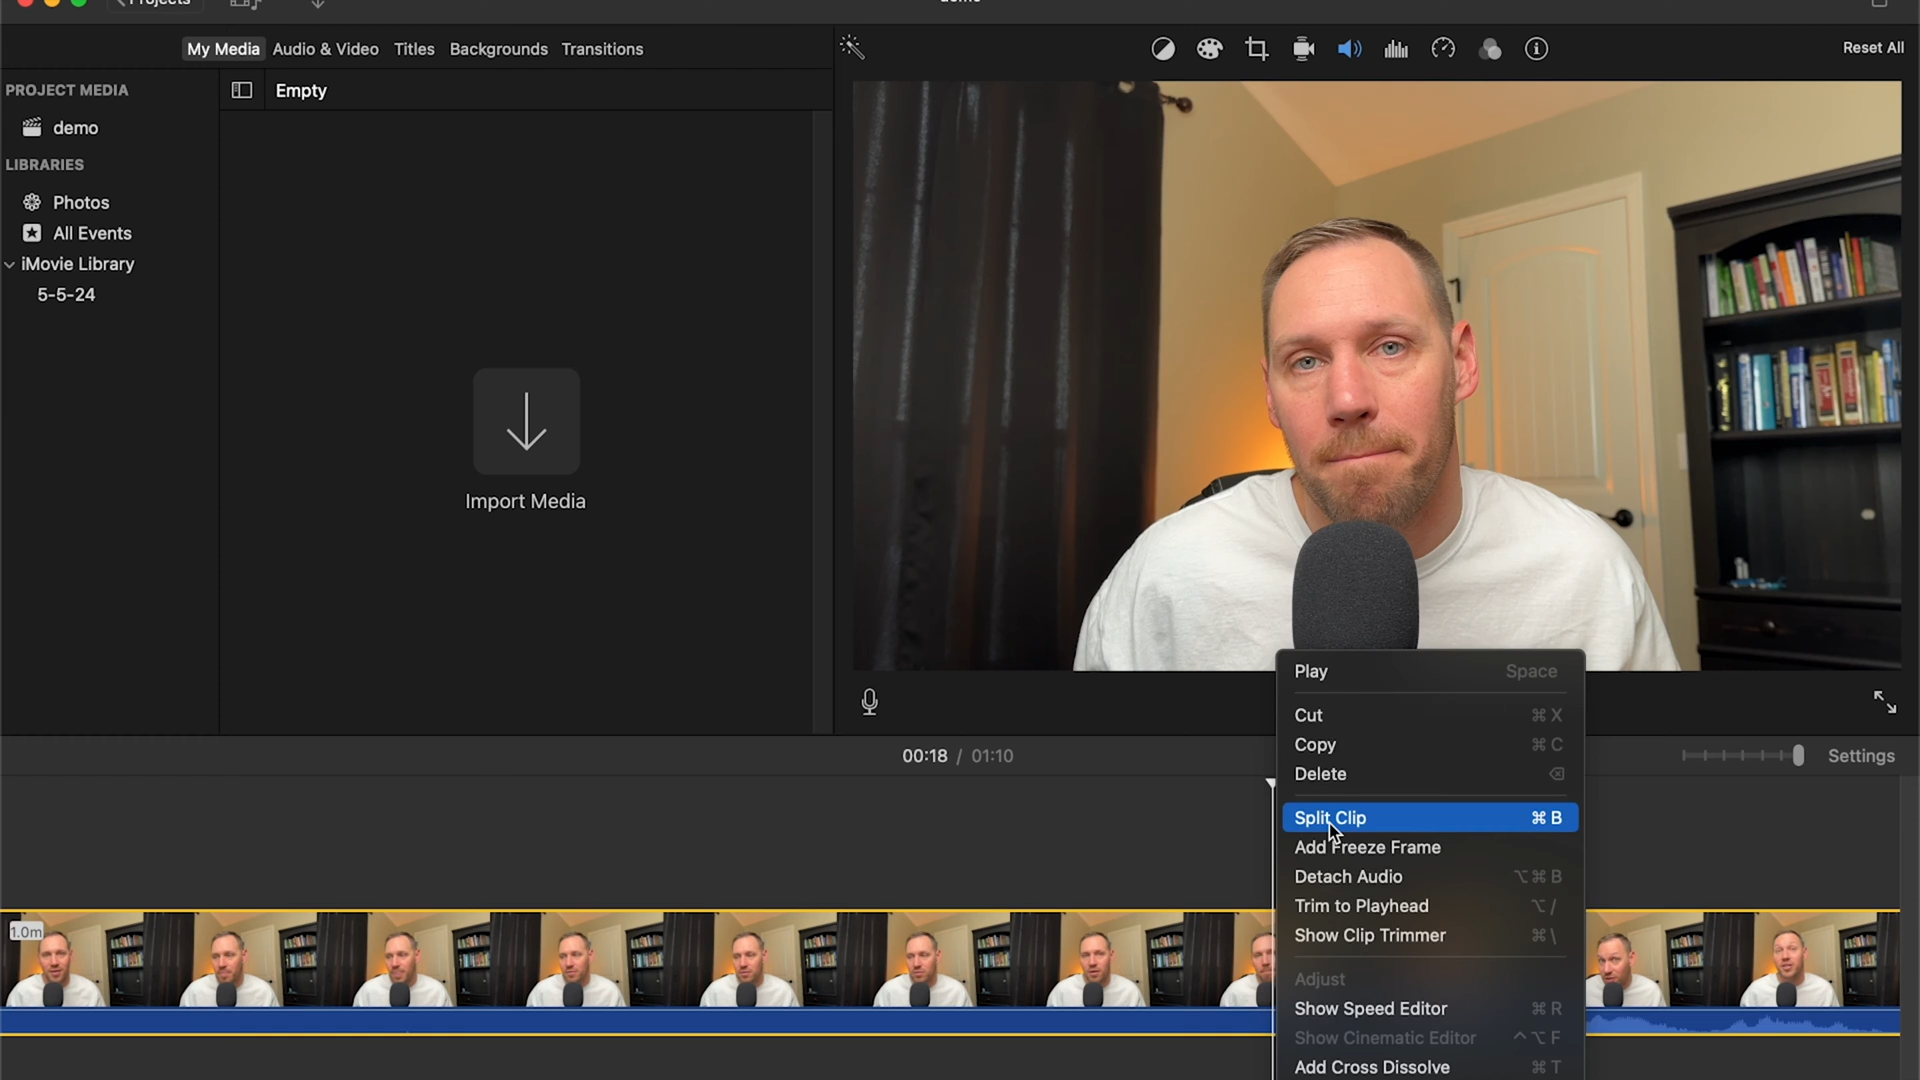 Projects
demo
My Media Audio & Video Titles Backgrounds Transitions
Reset All
PROJECT MEDIA
Empty
demo
LIBRARIES
Photos
All Events
iMovie Library
5-5-24
Import Media
00:18 / 01:10
Settings
Play Space
Cut ⌘ X
Copy ⌘ C
Delete ⌫
Split Clip ⌘ B
Add Freeze Frame
Detach Audio ⌥ ⌘ B
Trim to Playhead ⌥ /
Show Clip Trimmer ⌘ \
Adjust
Show Speed Editor ⌘ R
Show Cinematic Editor ^ ⌥ F
Add Cross Dissolve ⌘ T
1.0m